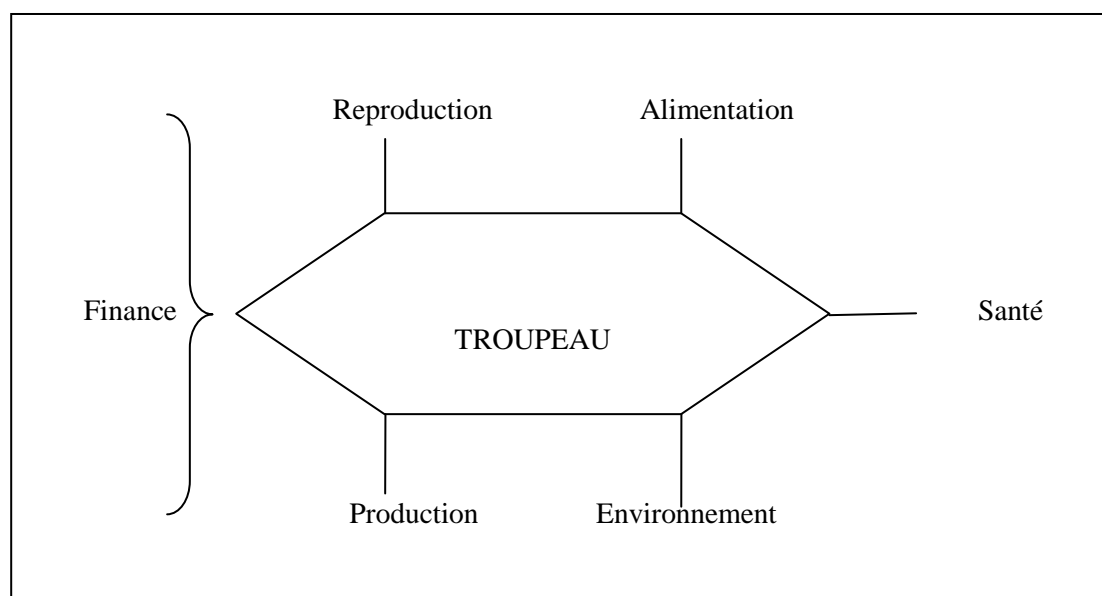 Reproduction Alimentation
Finance Santé
TROUPEAU
Production Environnement